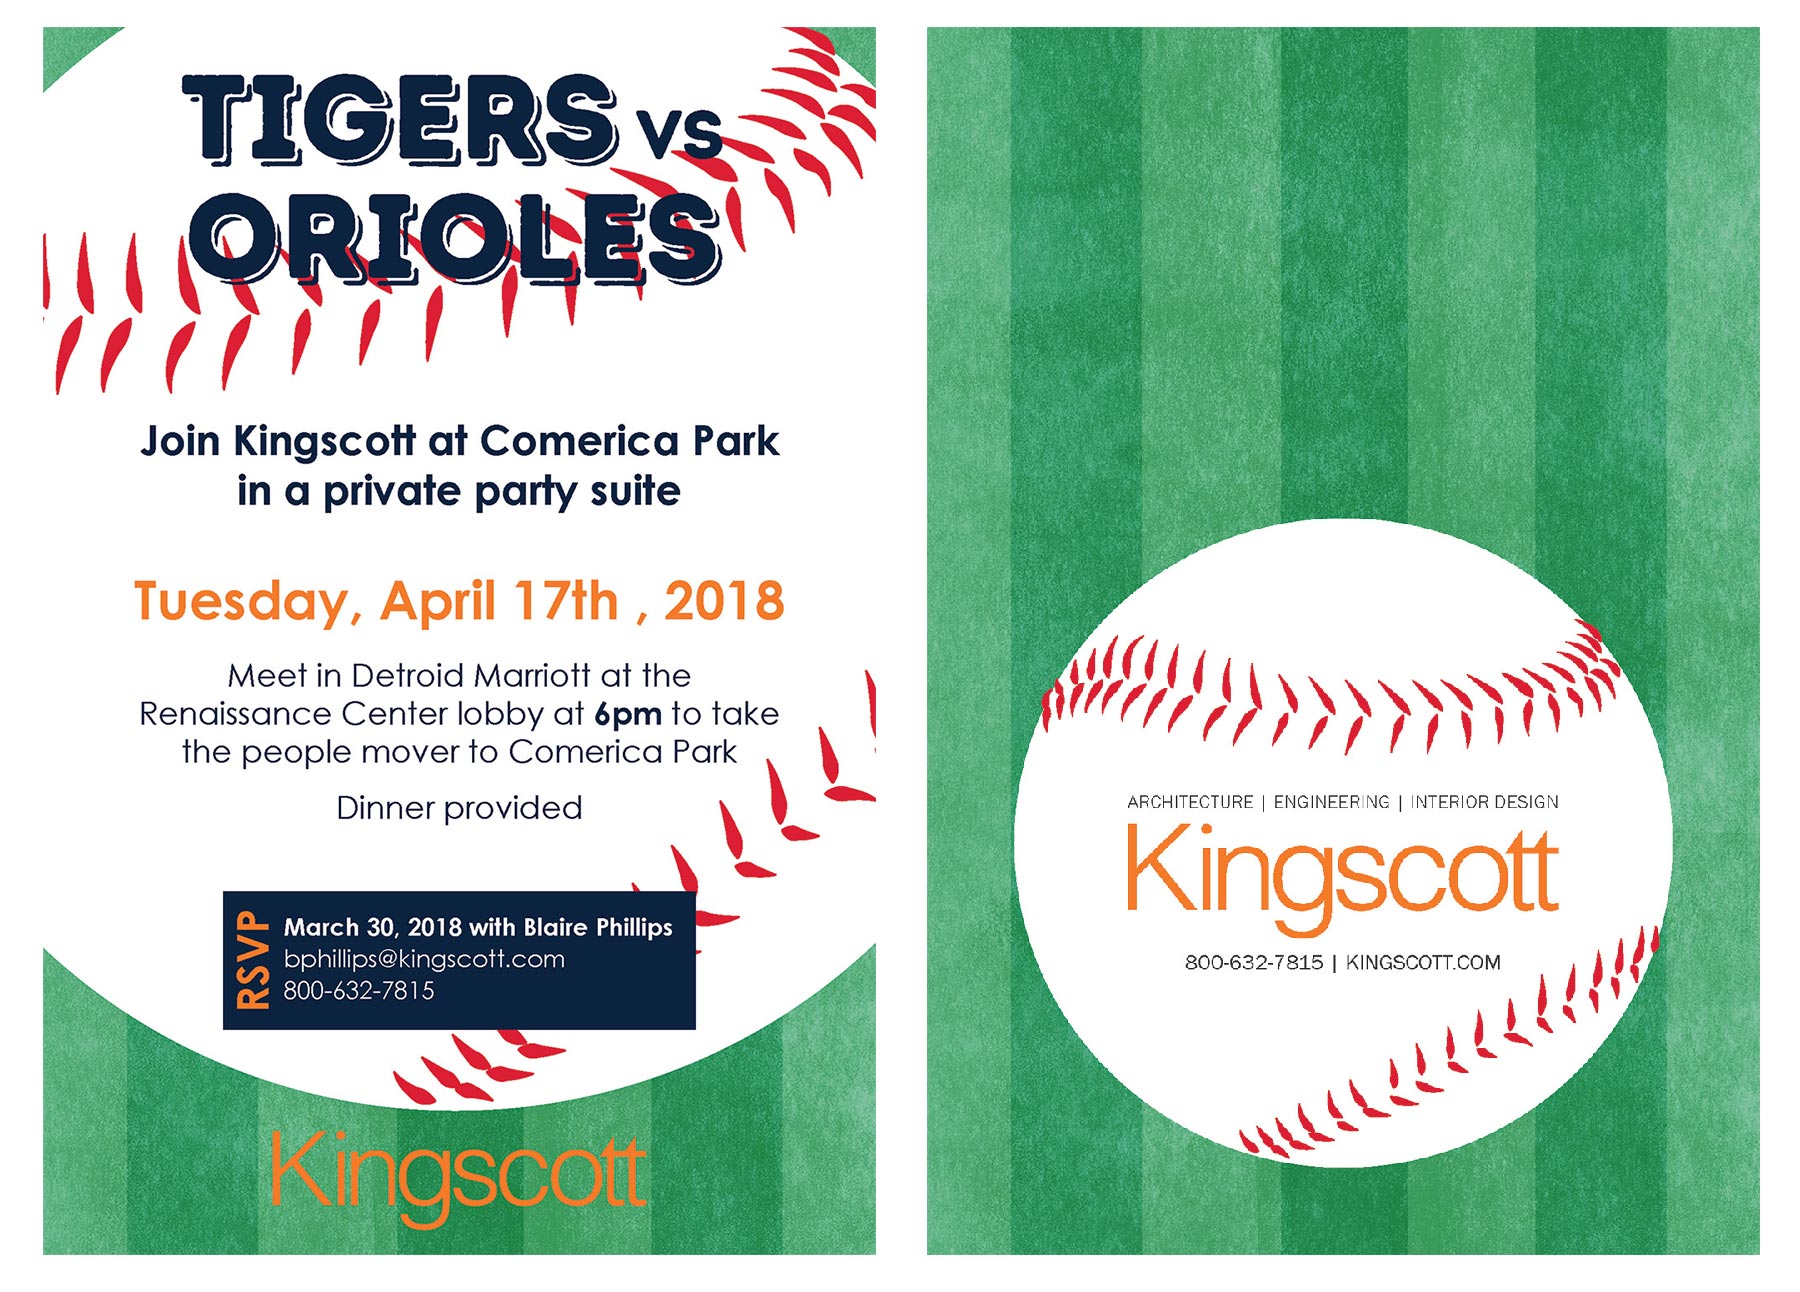 TIGERS vs
ORIOLES
Join Kingscott at Comerica Park
in a private party suite
Tuesday, April 17th , 2018
Meet in Detroid Marriott at the
Renaissance Center lobby at 6pm to take
the people mover to Comerica Park
Dinner provided
RSVP
March 30, 2018 with Blaire Phillips
bphillips@kingscott.com
800-632-7815
Kingscott
ARCHITECTURE | ENGINEERING | INTERIOR DESIGN
Kingscott
800-632-7815 | KINGSCOTT.COM